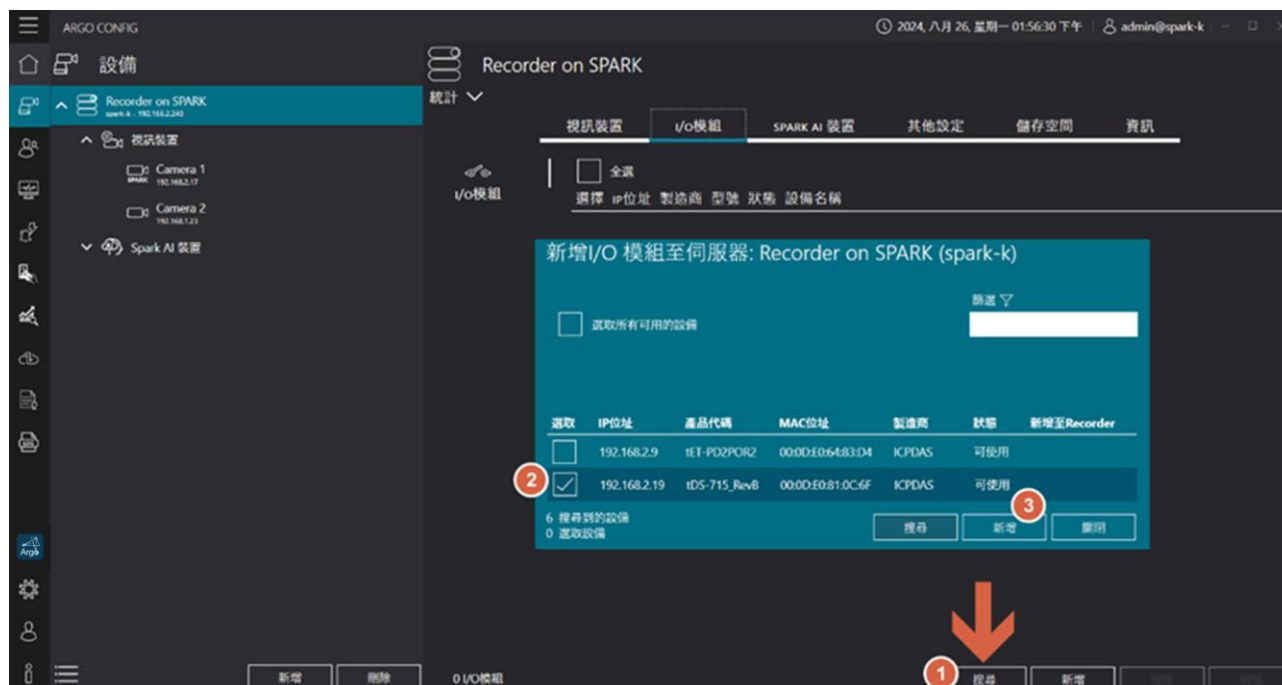 ARGO CONFIG
2024, 八月 26, 星期一 01:56:30 下午
admin@spark-k
設備
Recorder on SPARK
spark-k - 192.168.2.240
視訊裝置
Camera 1
SPARK
192.168.2.17
Camera 2
192.168.1.23
Spark AI 裝置
Recorder on SPARK
統計
視訊裝置 I/O模組 SPARK AI 裝置 其他設定 儲存空間 資訊
I/O模組
全選
選擇 IP位址 製造商 型號 狀態 設備名稱
新增I/O 模組至伺服器: Recorder on SPARK (spark-k)
篩選
選取所有可用的設備
選取 IP位址 產品代碼 MAC位址 製造商 狀態 新增至Recorder
192.168.2.9 tET-PD2POR2 00:0D:E0:64:83:D4 ICPDAS 可使用
2
192.168.2.19 tDS-715_RevB 00:0D:E0:81:0C:6F ICPDAS 可使用
3
6 搜尋到的設備
0 選取設備
搜尋 新增 關閉
Argo
新增 刪除
0 I/O模組
1
搜尋 新增